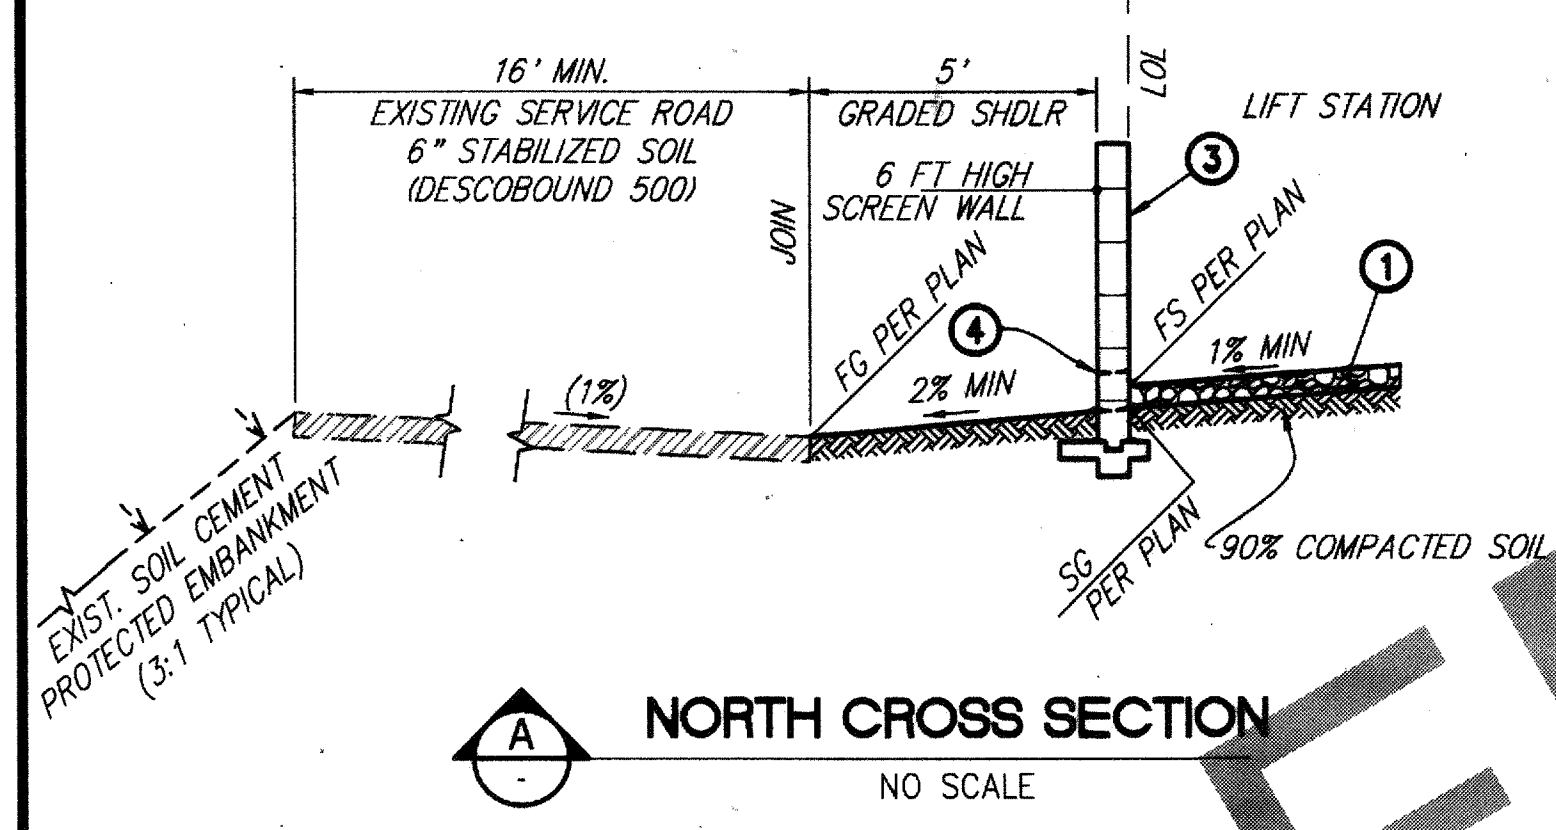 16' MIN.
EXISTING SERVICE ROAD
6" STABILIZED SOIL
(DESCOBOUND 500)
5'
GRADED SHDLR
LOL
LIFT STATION
6 FT HIGH
SCREEN WALL
3
JOIN
FG PER PLAN
4
FS PER PLAN
1
1% MIN
2% MIN
(1%)
EXIST. SOIL CEMENT
PROTECTED EMBANKMENT
(3:1 TYPICAL)
SG
PER PLAN
90% COMPACTED SOIL
A
-
NORTH CROSS SECTION
NO SCALE